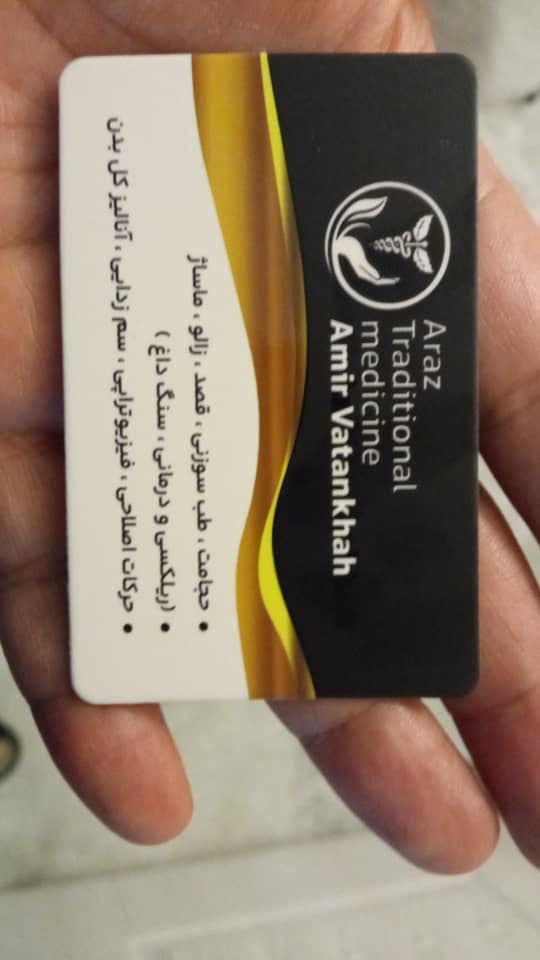 Araz
Traditional
medicine
Amir Vatankhah
• حجامت ، طب سوزنی ، فصد ، زالو ، ماساژ
• (ریلکسی و درمانی ، سنگ داغ )
• حرکات اصلاحی ، فیزیوتراپی ، سم زدایی ، آنالیز کل بدن